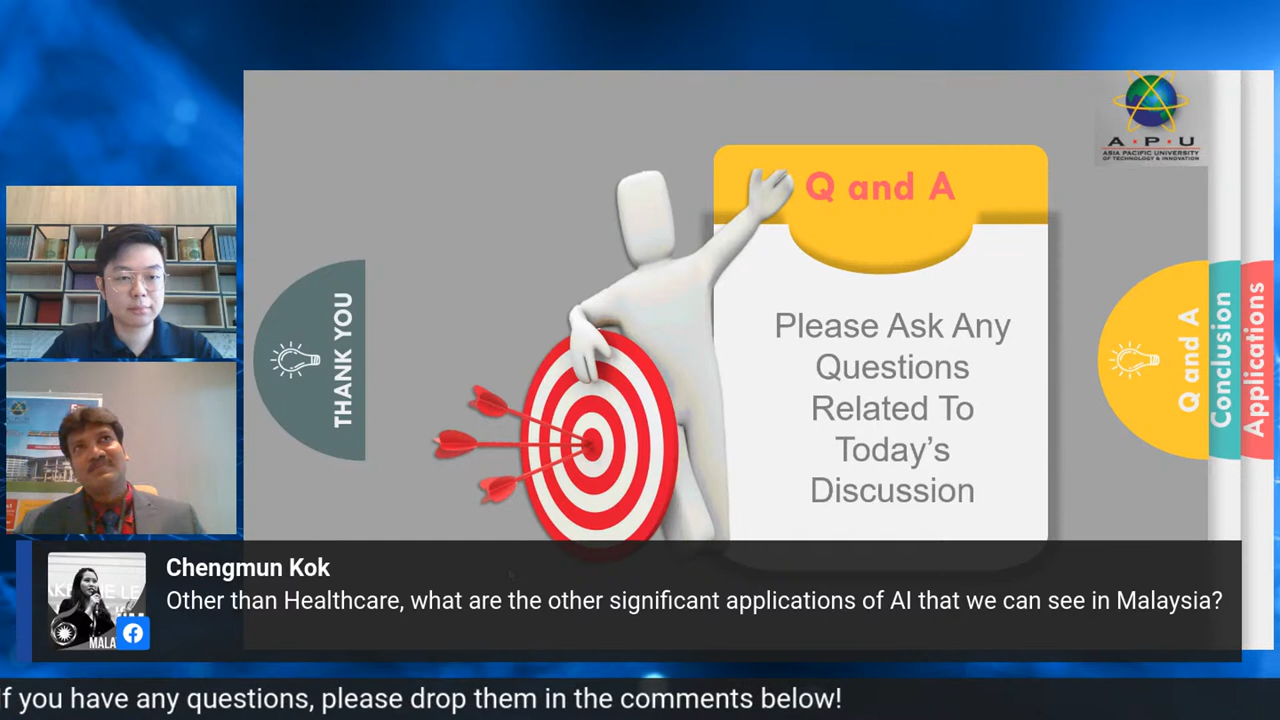 A·P·U
ASIA PACIFIC UNIVERSITY
OF TECHNOLOGY & INNOVATION
Q and A
THANK YOU
Please Ask Any
Questions
Related To
Today’s
Discussion
Q and A
Conclusion
Applications
Chengmun Kok
Other than Healthcare, what are the other significant applications of AI that we can see in Malaysia?
If you have any questions, please drop them in the comments below!